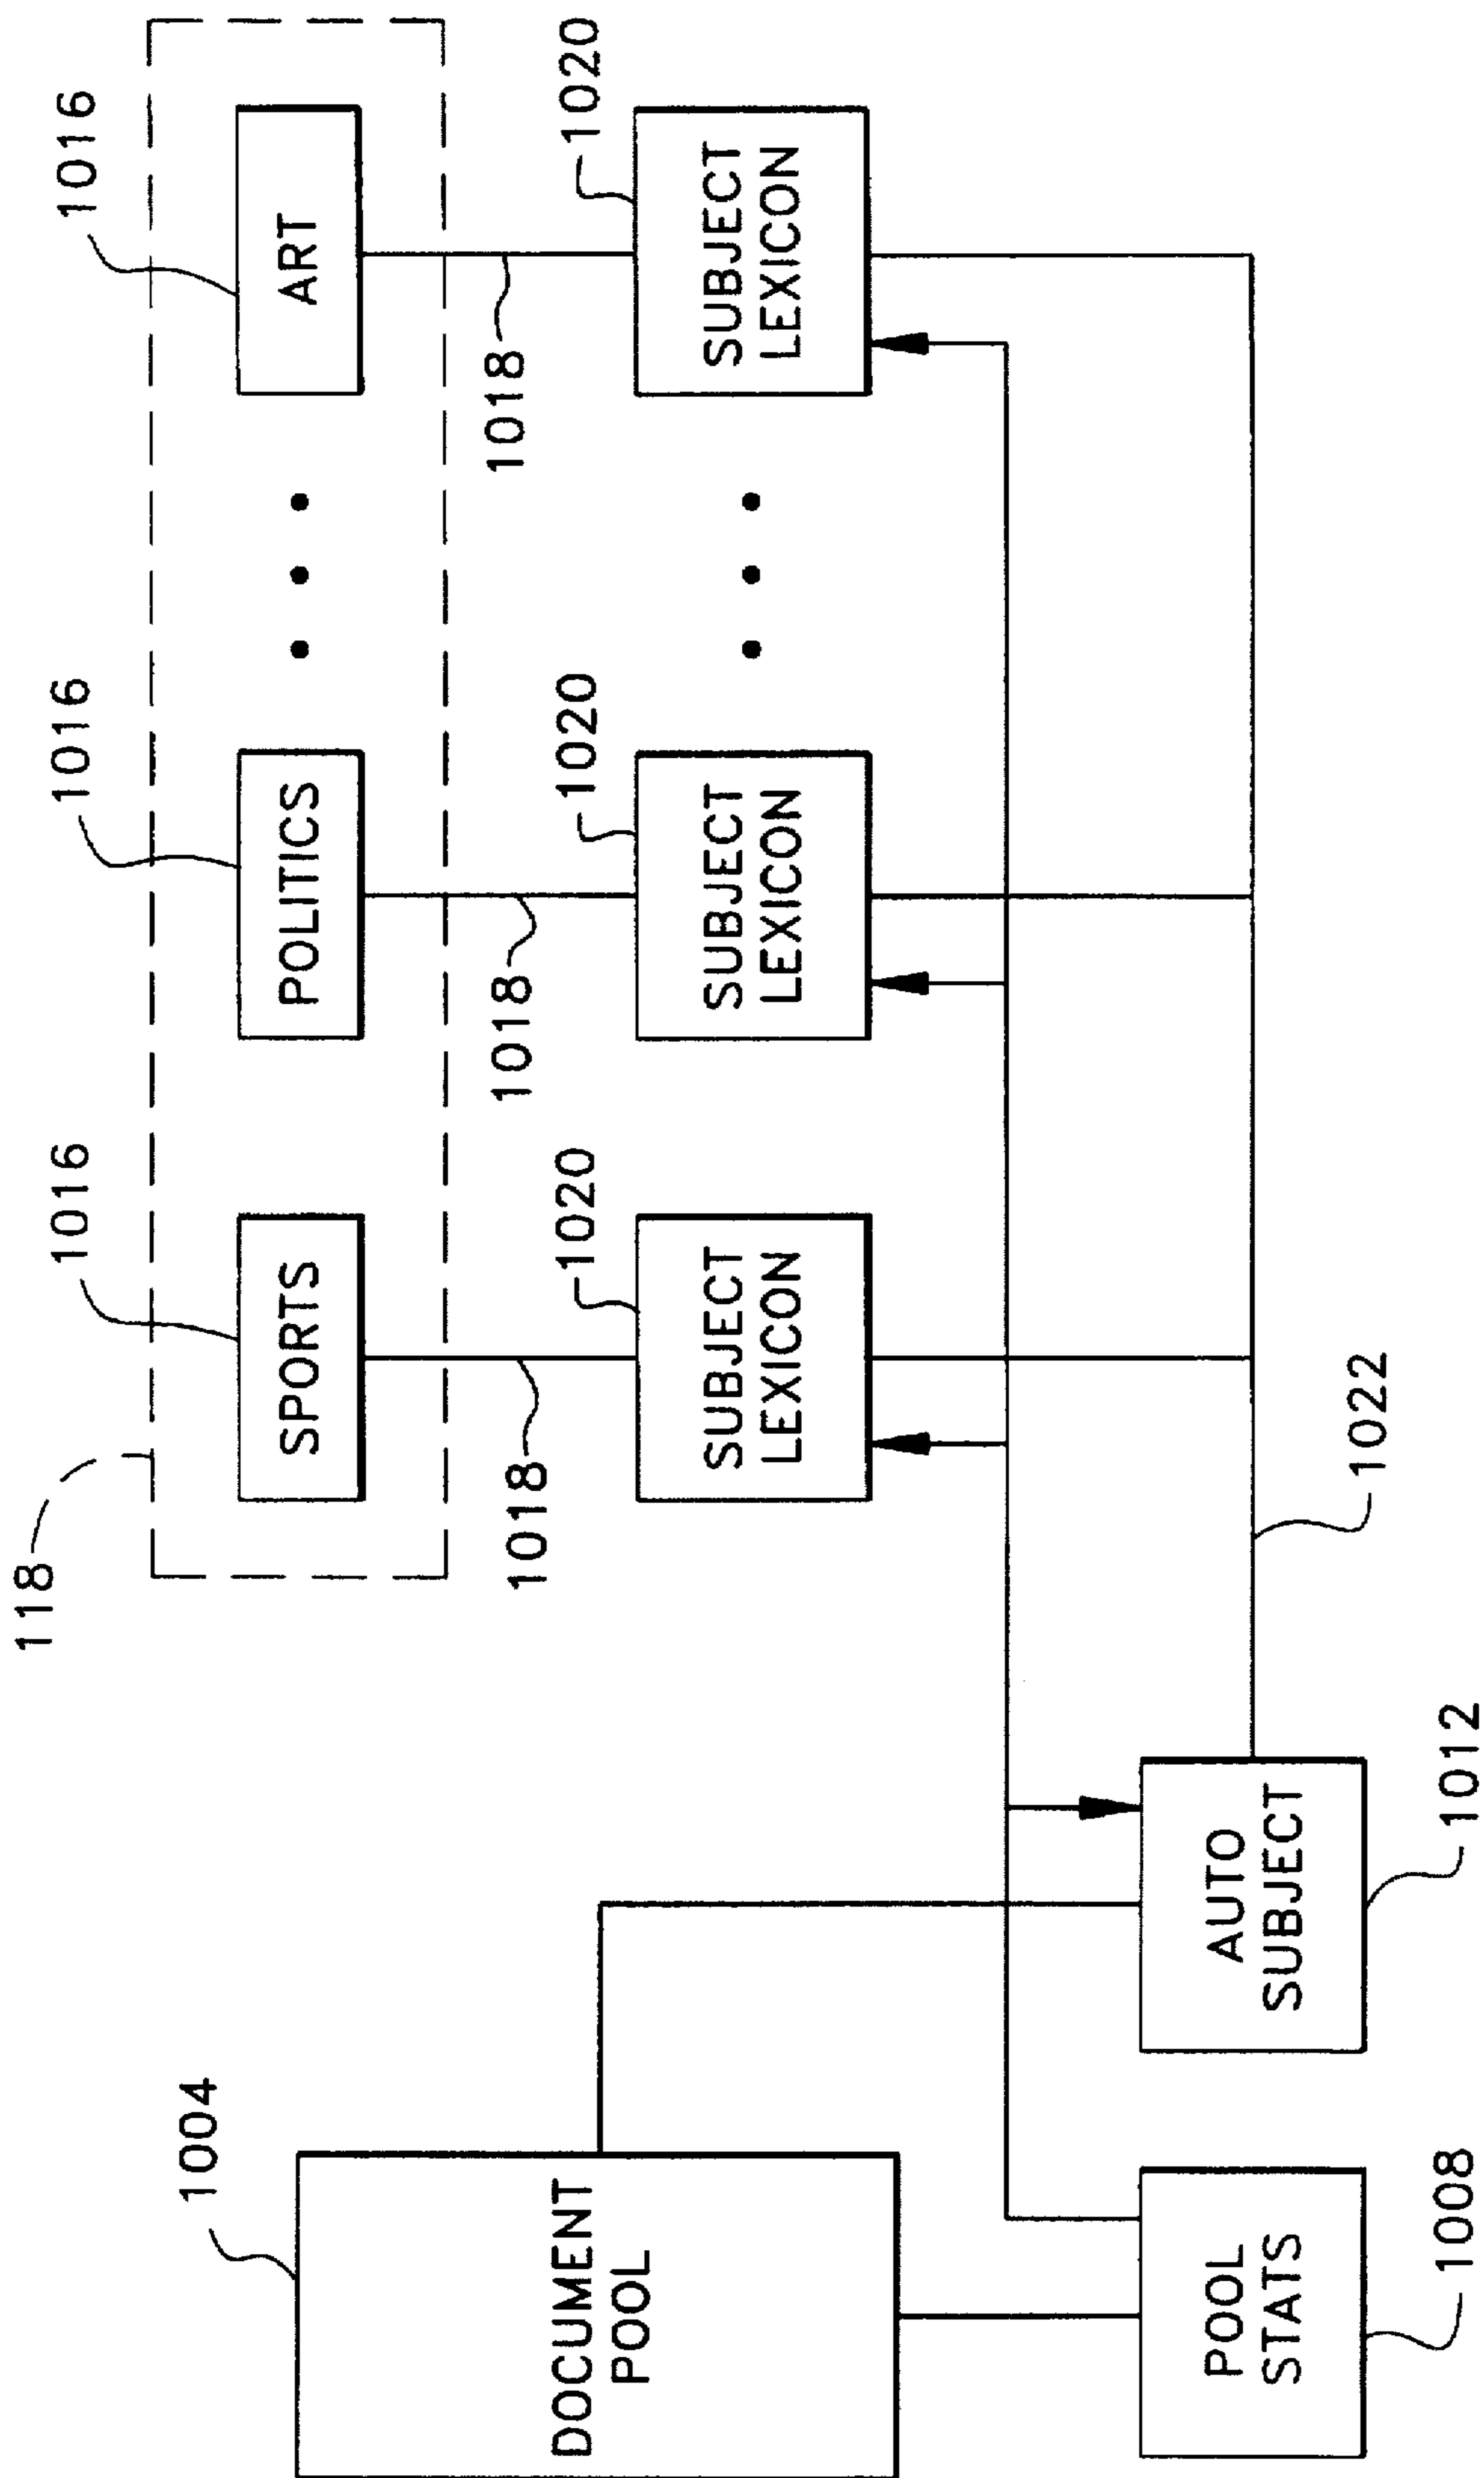 118
1016
1016
1016
SPORTS
POLITICS
ART
1018
1018
1018
1020
1020
1020
SUBJECT
LEXICON
SUBJECT
LEXICON
SUBJECT
LEXICON
1004
DOCUMENT
POOL
1022
POOL
STATS
AUTO
SUBJECT
1008
1012